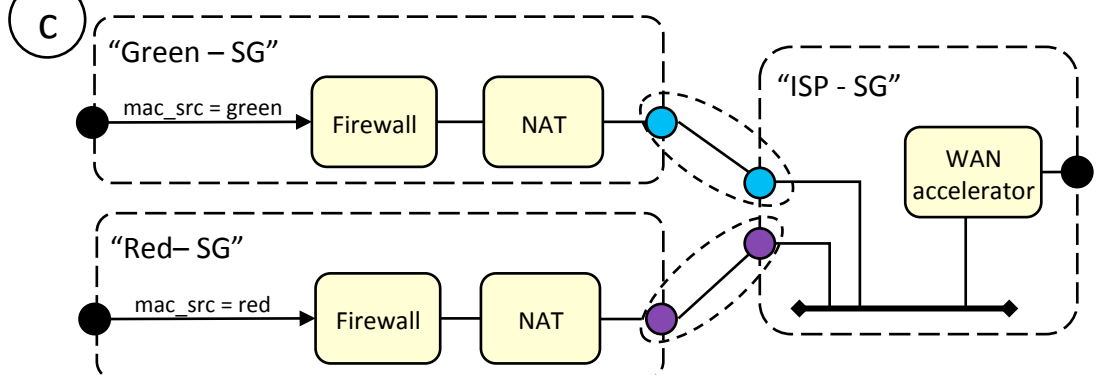 c
“Green – SG”
mac_src = green
Firewall
NAT
“ISP - SG”
WAN
accelerator
“Red– SG”
mac_src = red
Firewall
NAT